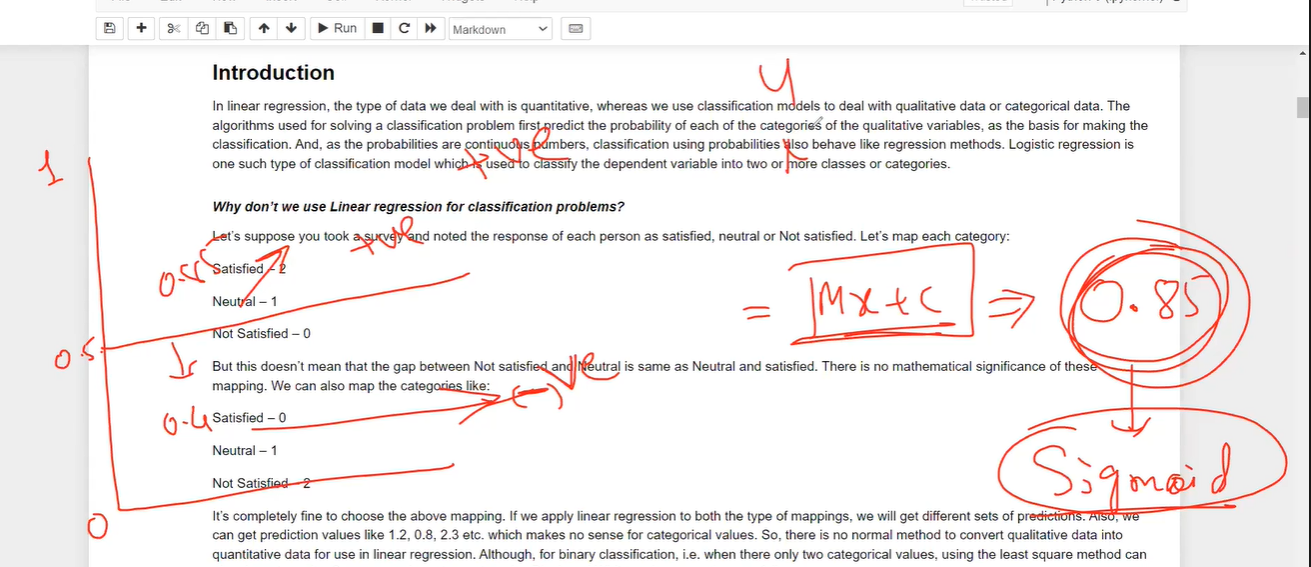 Run
Markdown
Introduction
y
In linear regression, the type of data we deal with is quantitative, whereas we use classification models to deal with qualitative data or categorical data. The
algorithms used for solving a classification problem first predict the probability of each of the categories of the qualitative variables, as the basis for making the
classification. And, as the probabilities are continuous numbers, classification using probabilities also behave like regression methods. Logistic regression is
+ve
one such type of classification model which is used to classify the dependent variable into two or more classes or categories.
1
Why don't we use Linear regression for classification problems?
+ve
Let's suppose you took a survey and noted the response of each person as satisfied, neutral or Not satisfied. Let's map each category:
Satisfied – 2
Neutral – 1
= Mx+c ⇒ 0.85
Not Satisfied – 0
0.5
But this doesn't mean that the gap between Not satisfied and Neutral is same as Neutral and satisfied. There is no mathematical significance of these
mapping. We can also map the categories like:
(-)ve
0.4
Satisfied – 0
Neutral – 1
Sigmoid
Not Satisfied – 2
0
It's completely fine to choose the above mapping. If we apply linear regression to both the type of mappings, we will get different sets of predictions. Also, we
can get prediction values like 1.2, 0.8, 2.3 etc. which makes no sense for categorical values. So, there is no normal method to convert qualitative data into
quantitative data for use in linear regression. Although, for binary classification, i.e. when there only two categorical values, using the least square method can